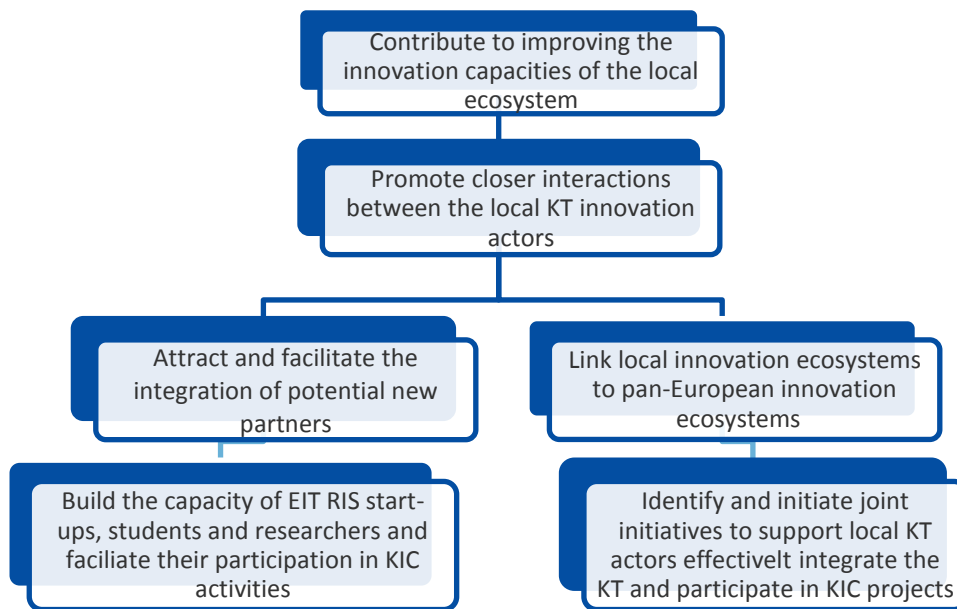 Contribute to improving the
innovation capacities of the local
ecosystem
Promote closer interactions
between the local KT innovation
actors
Attract and facilitate the
integration of potential new
partners
Link local innovation ecosystems
to pan-European innovation
ecosystems
Build the capacity of EIT RIS start-
ups, students and researchers and
faciliate their participation in KIC
activities
Identify and initiate joint
initiatives to support local KT
actors effectivelt integrate the
KT and participate in KIC projects